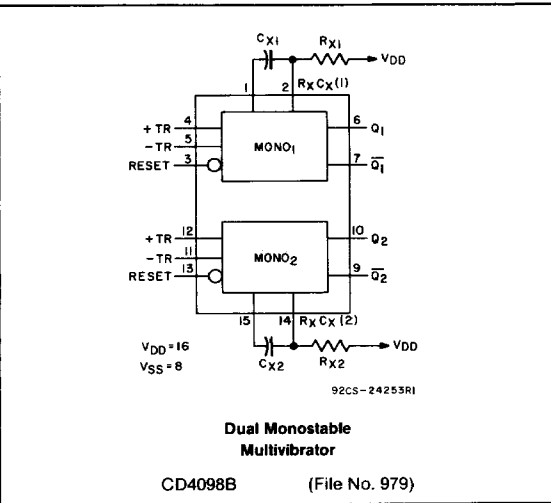 CX1 RX1 VDD
1 2 RXCX(1)
+TR 4 6 Q1
-TR 5 MONO1 7 Q̅1̅
RESET 3
+TR 12 10 Q2
-TR 11 MONO2 9 Q̅2̅
RESET 13
15 14 RXCX(2)
VDD=16
VSS=8
CX2 RX2 VDD
92CS-24253RI
Dual Monostable
Multivibrator
CD4098B (File No. 979)